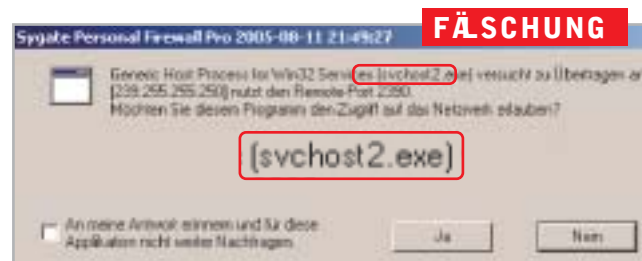 FÄLSCHUNG
Sygate Personal Firewall Pro 2005-08-11 21:49:27
Generic Host Process for Win32 Services (svchost2.exe) versucht zu Übertragen an
[239.255.255.250] nutzt den Remote-Port 2390.
Möchten Sie diesem Programm den Zugriff auf das Netzwerk erlauben?
(svchost2.exe)
An meine Antwort erinnern und für diese
Applikation nicht weiter Nachfragen.
Ja
Nein